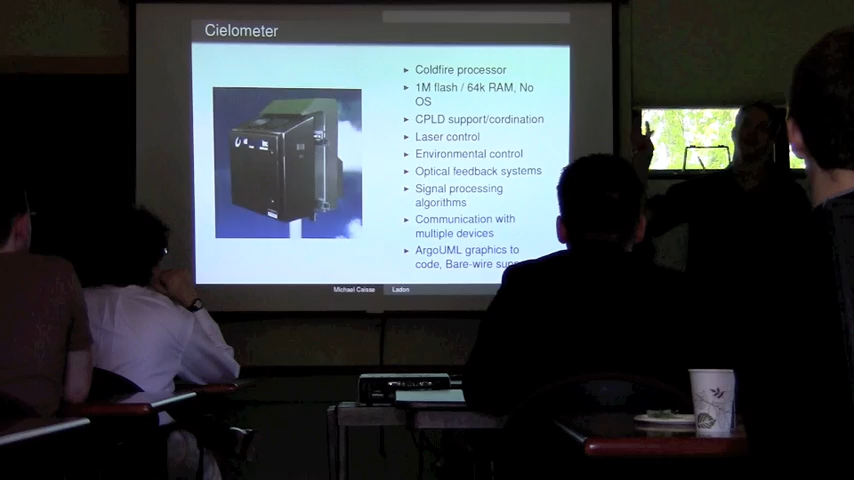 Cielometer
▸ Coldfire processor
▸ 1M flash / 64k RAM, No
OS
▸ CPLD support/cordination
▸ Laser control
▸ Environmental control
▸ Optical feedback systems
▸ Signal processing
algorithms
▸ Communication with
multiple devices
▸ ArgoUML graphics to
code, Bare-wire
Michael Caisse Ladon